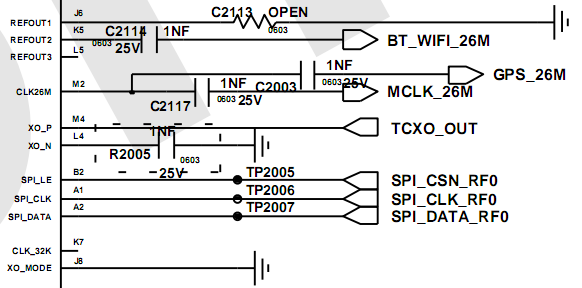 REFOUT1 J6 C2113 OPEN 0603
REFOUT2 K5 C2114 1NF 0603 25V BT_WIFI_26M
REFOUT3 L5
1NF C2003 25V GPS_26M
CLK26M M2 C2117 1NF 0603 25V MCLK_26M
XO_P M4 TCXO_OUT
XO_N L4 R2005 1NF 0603 25V
SPI_LE B2 TP2005 SPI_CSN_RF0
SPI_CLK A1 TP2006 SPI_CLK_RF0
SPI_DATA A2 TP2007 SPI_DATA_RF0
CLK_32K K7
XO_MODE J8